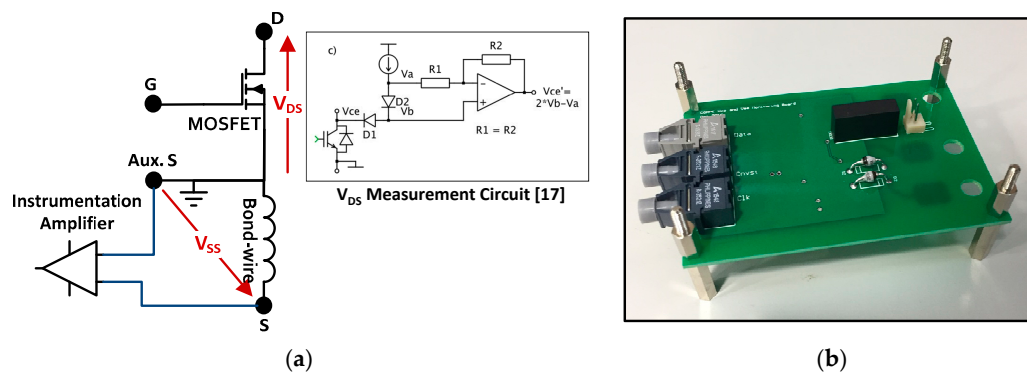 D
G
MOSFET
V_DS
Aux. S
Instrumentation
Amplifier
V_SS
Bond-wire
S
c)
R2
Va
R1
D2
Vb
Vce
D1
Vce'=
2*Vb-Va
R1 = R2
V_DS Measurement Circuit [17]
Data
Cnvst
Clk
(a)
(b)